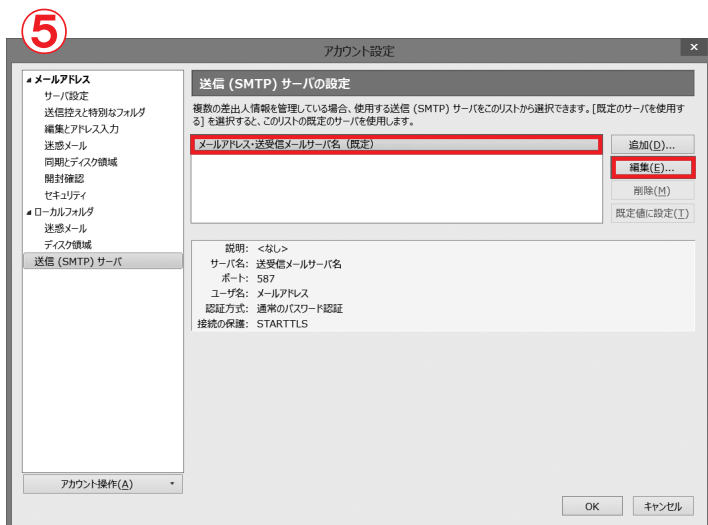 ⑤
アカウント設定
x
メールアドレス
サーバ設定
送信控えと特別なフォルダ
編集とアドレス入力
迷惑メール
同期とディスク領域
開封確認
セキュリティ
ローカルフォルダ
迷惑メール
ディスク領域
送信 (SMTP) サーバ
アカウント操作(A)
送信 (SMTP) サーバの設定
複数の差出人情報を管理している場合、使用する送信 (SMTP) サーバをこのリストから選択できます。[既定のサーバを使用す
る] を選択すると、このリストの既定のサーバを使用します。
メールアドレス・送受信メールサーバ名（既定）
追加(D)...
編集(E)...
削除(M)
既定値に設定(T)
説明: <なし>
サーバ名: 送受信メールサーバ名
ポート: 587
ユーザ名: メールアドレス
認証方式: 通常のパスワード認証
接続の保護: STARTTLS
OK
キャンセル